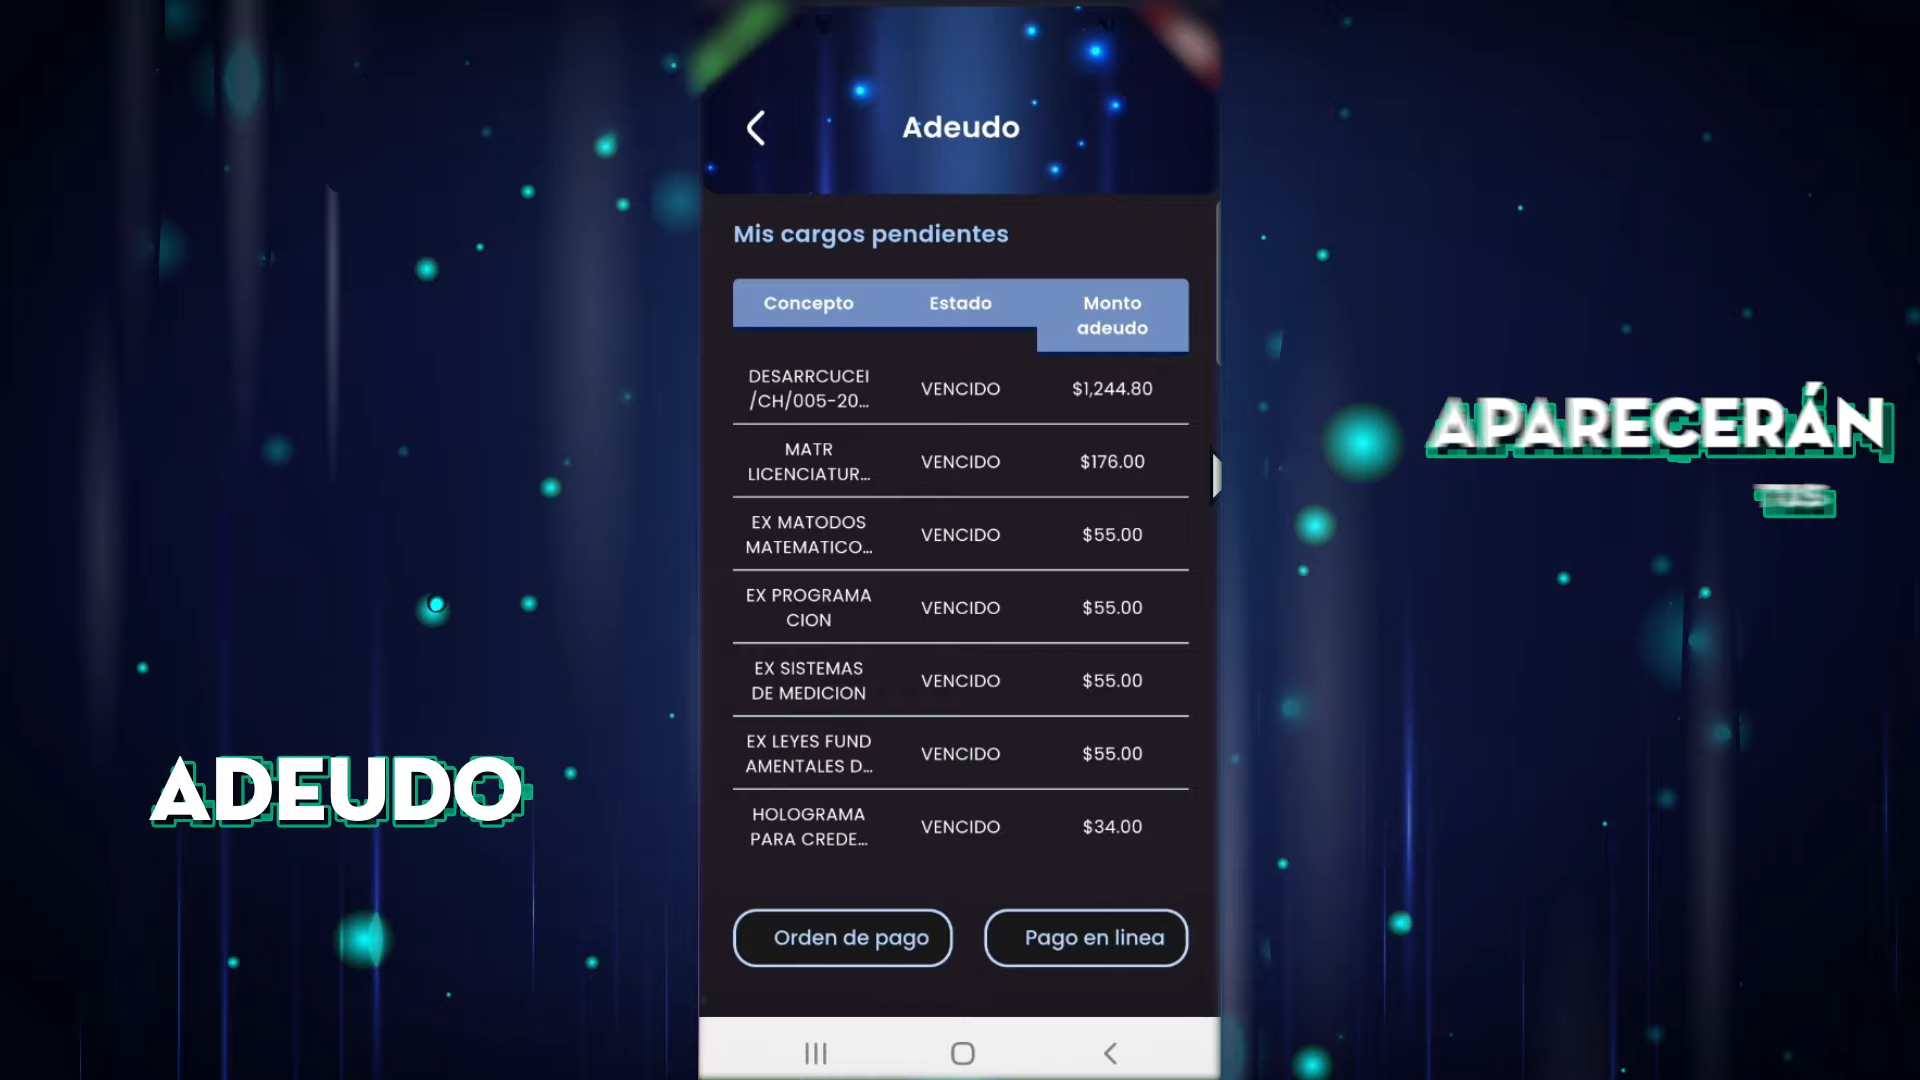 Adeudo
Mis cargos pendientes
Concepto Estado Monto
adeudo
DESARRCUCEI
/CH/005-20... VENCIDO $1,244.80
MATR
LICENCIATUR... VENCIDO $176.00
EX MATODOS
MATEMATICO... VENCIDO $55.00
EX PROGRAMA
CION VENCIDO $55.00
EX SISTEMAS
DE MEDICION VENCIDO $55.00
EX LEYES FUND
AMENTALES D... VENCIDO $55.00
HOLOGRAMA
PARA CREDE... VENCIDO $34.00
Orden de pago Pago en linea
ADEUDO
APARECERÁN